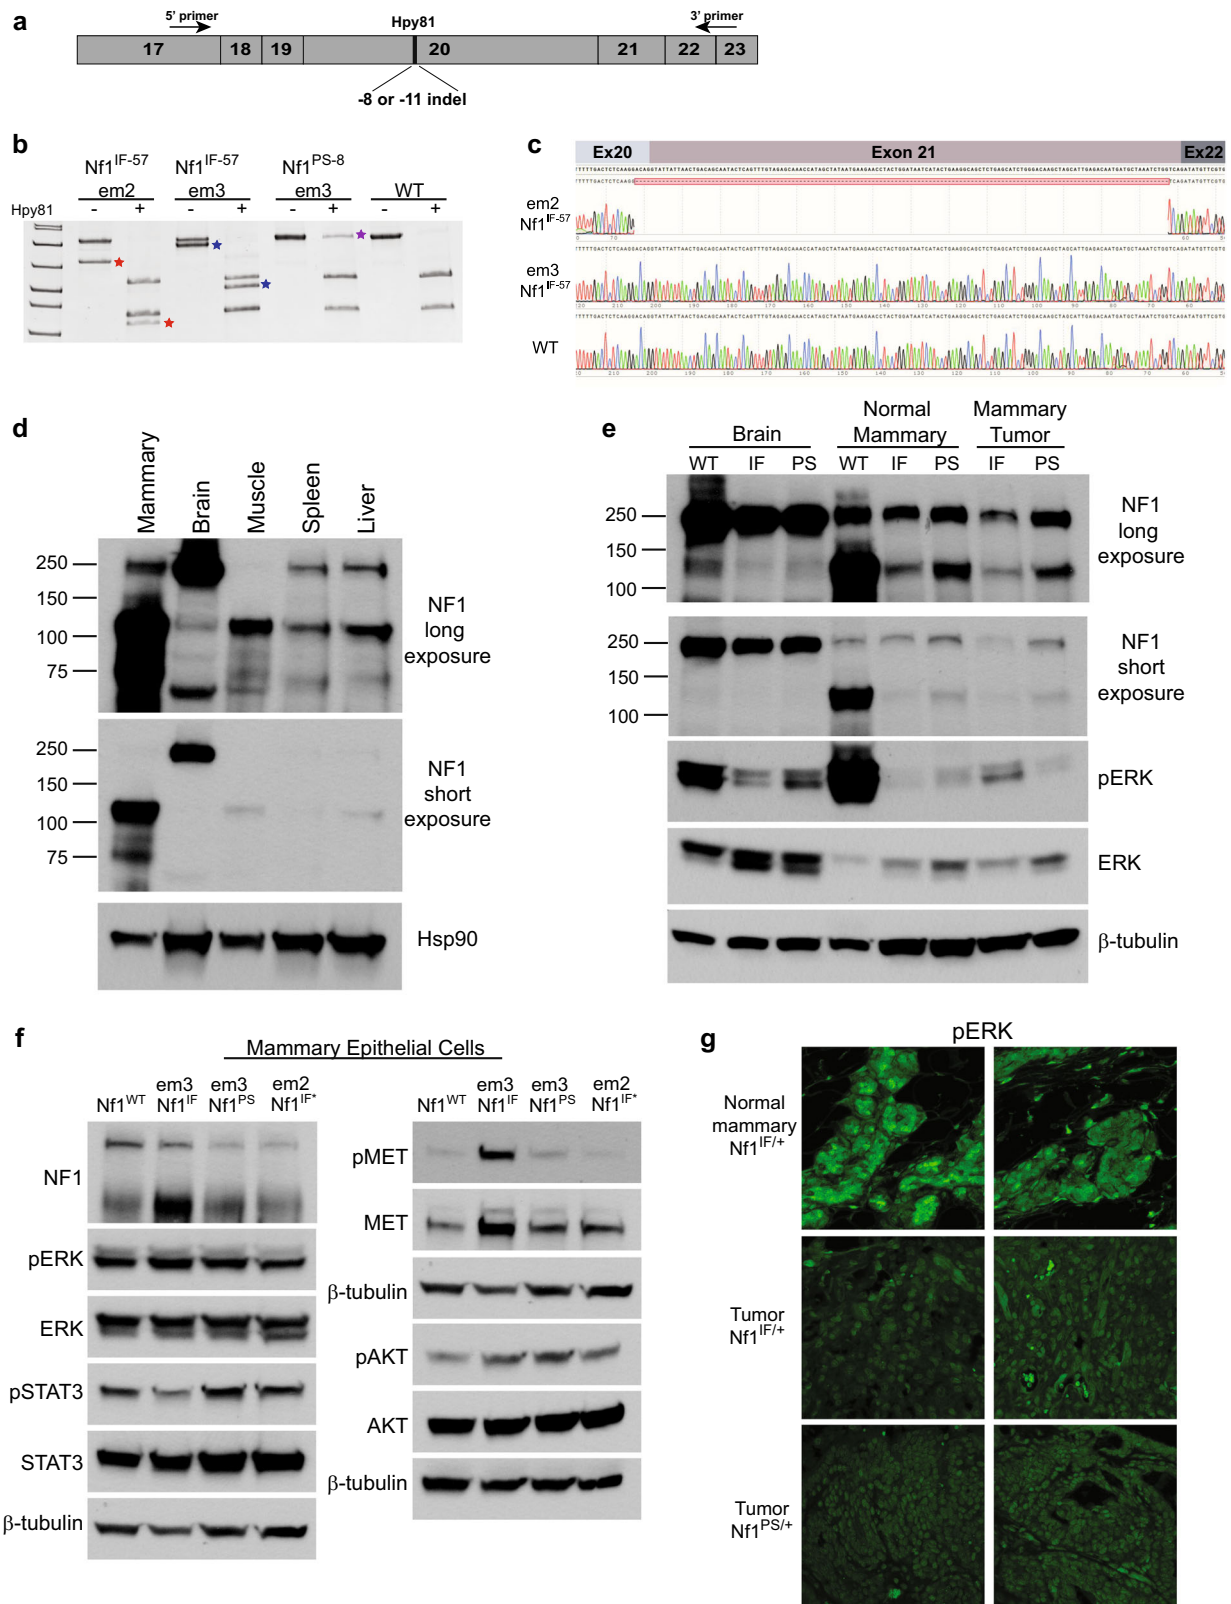 a
5' primer
Hpy81
3' primer
17 18 19 20 21 22 23
-8 or -11 indel
b
Nf1IF-57 Nf1IF-57 Nf1PS-8
em2 em3 em3 WT
Hpy81 - + - + - + - +
c
Ex20 Exon 21 Ex22
em2
Nf1IF-57
em3
Nf1IF-57
WT
d
Mammary Brain Muscle Spleen Liver
250
150
100
75
NF1
long
exposure
250
150
100
75
NF1
short
exposure
Hsp90
e
Brain Normal Mammary Mammary Tumor
WT IF PS WT IF PS IF PS
250
150
100
NF1
long
exposure
250
150
100
NF1
short
exposure
pERK
ERK
β-tubulin
f
Mammary Epithelial Cells
em3 em3 em2
Nf1WT Nf1IF Nf1PS Nf1IF*
NF1
pERK
ERK
pSTAT3
STAT3
β-tubulin
em3 em3 em2
Nf1WT Nf1IF Nf1PS Nf1IF*
pMET
MET
β-tubulin
pAKT
AKT
β-tubulin
g
pERK
Normal
mammary
Nf1IF/+
Tumor
Nf1IF/+
Tumor
Nf1PS/+